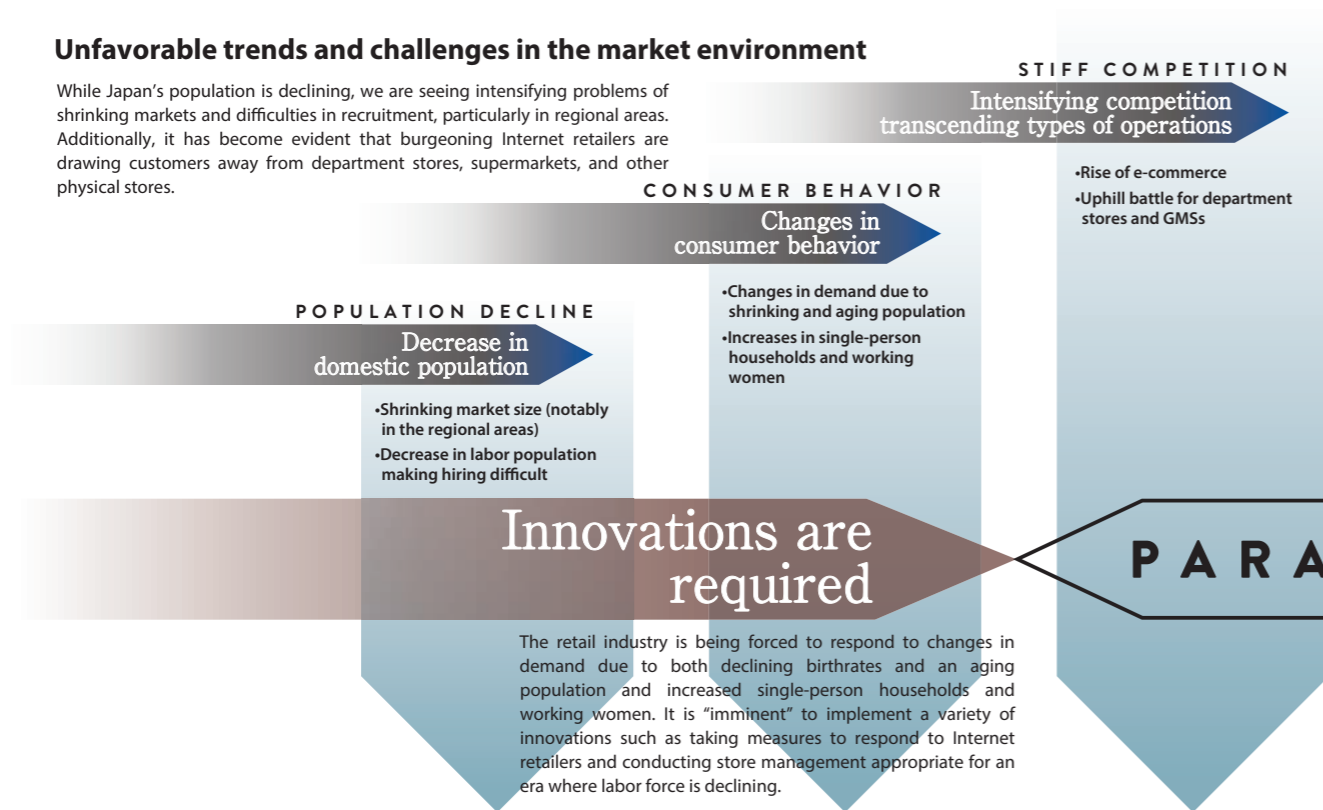 Unfavorable trends and challenges in the market environment
While Japan’s population is declining, we are seeing intensifying problems of
shrinking markets and difficulties in recruitment, particularly in regional areas.
Additionally, it has become evident that burgeoning Internet retailers are
drawing customers away from department stores, supermarkets, and other
physical stores.
STIFF COMPETITION
Intensifying competition
transcending types of operations
•Rise of e-commerce
•Uphill battle for department
stores and GMSs
CONSUMER BEHAVIOR
Changes in
consumer behavior
•Changes in demand due to
shrinking and aging population
•Increases in single-person
households and working
women
POPULATION DECLINE
Decrease in
domestic population
•Shrinking market size (notably
in the regional areas)
•Decrease in labor population
making hiring difficult
Innovations are
required
PARA
The retail industry is being forced to respond to changes in
demand due to both declining birthrates and an aging
population and increased single-person households and
working women. It is “imminent” to implement a variety of
innovations such as taking measures to respond to Internet
retailers and conducting store management appropriate for an
era where labor force is declining.